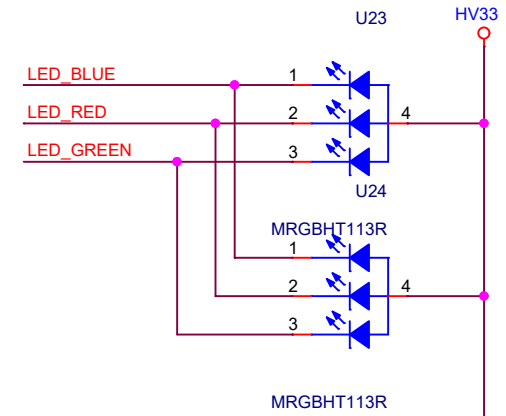 U23
HV33
LED_BLUE
1
LED_RED
2
4
LED_GREEN
3
U24
MRGBHT113R
1
2
4
3
MRGBHT113R